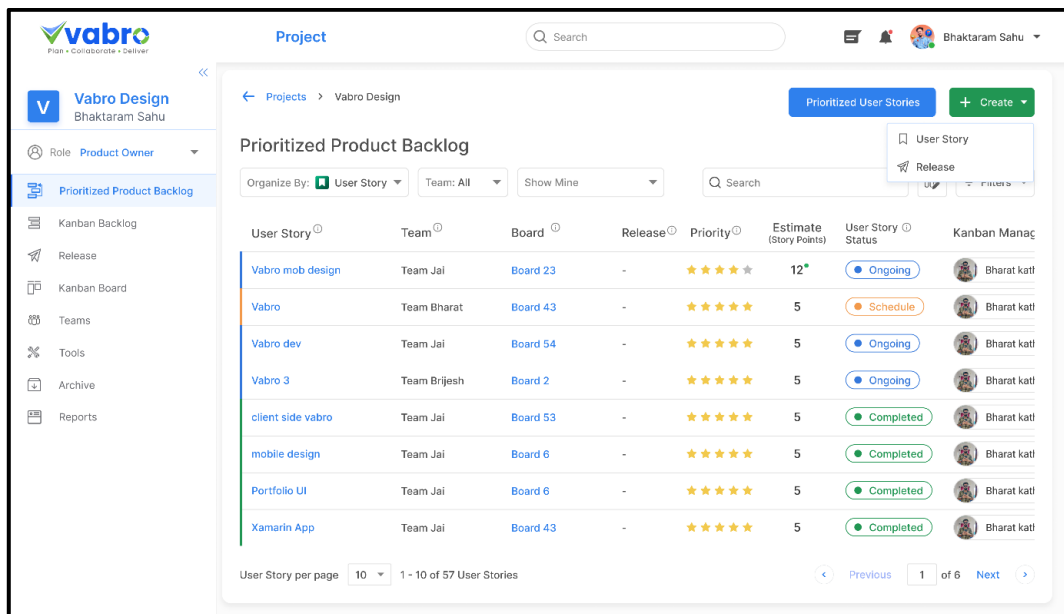 vabro
Plan • Collaborate • Deliver
Project
Search
Bhaktaram Sahu
V
Vabro Design
Bhaktaram Sahu
Role Product Owner
Prioritized Product Backlog
Kanban Backlog
Release
Kanban Board
Teams
Tools
Archive
Reports
Projects > Vabro Design
Prioritized User Stories
+ Create
User Story
Release
Prioritized Product Backlog
Organize By: User Story
Team: All
Show Mine
Search
Filters
User Story Team Board Release Priority Estimate (Story Points) User Story Status Kanban Manag
Vabro mob design Team Jai Board 23 - 12 Ongoing Bharat kath
Vabro Team Bharat Board 43 - 5 Schedule Bharat kath
Vabro dev Team Jai Board 54 - 5 Ongoing Bharat kath
Vabro 3 Team Brijesh Board 2 - 5 Ongoing Bharat kath
client side vabro Team Jai Board 53 - 5 Completed Bharat kath
mobile design Team Jai Board 6 - 5 Completed Bharat kath
Portfolio UI Team Jai Board 6 - 5 Completed Bharat kath
Xamarin App Team Jai Board 43 - 5 Completed Bharat kath
User Story per page 10 1 - 10 of 57 User Stories
< Previous 1 of 6 Next >